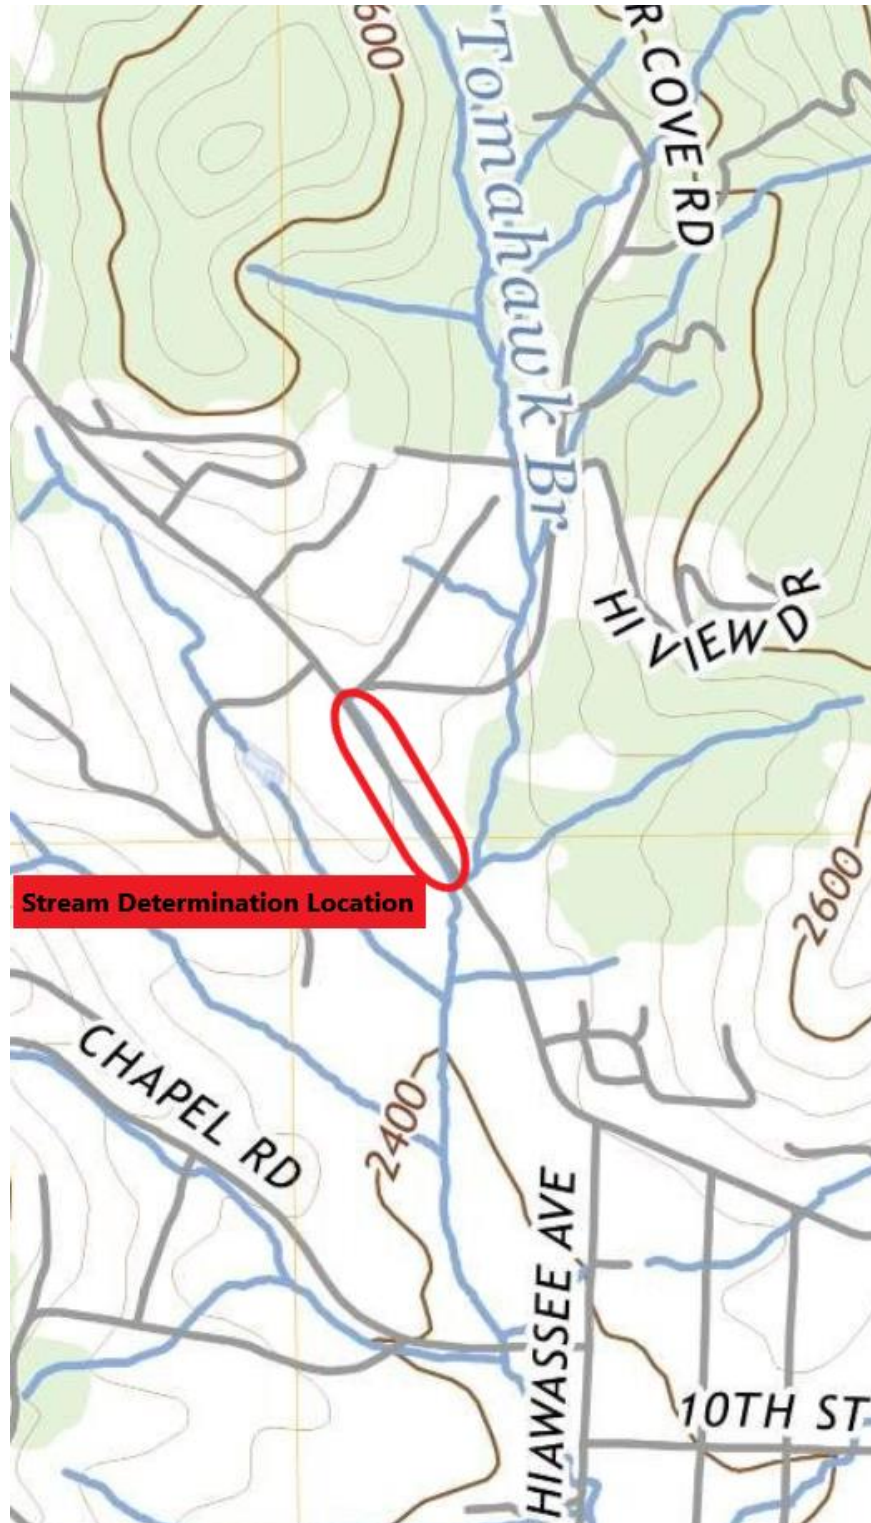 600
Tomahawk Br
R-COVE-RD
HI VIEW DR
2600
Stream Determination Location
CHAPEL RD
2400
HIAWASSEE AVE
10TH ST